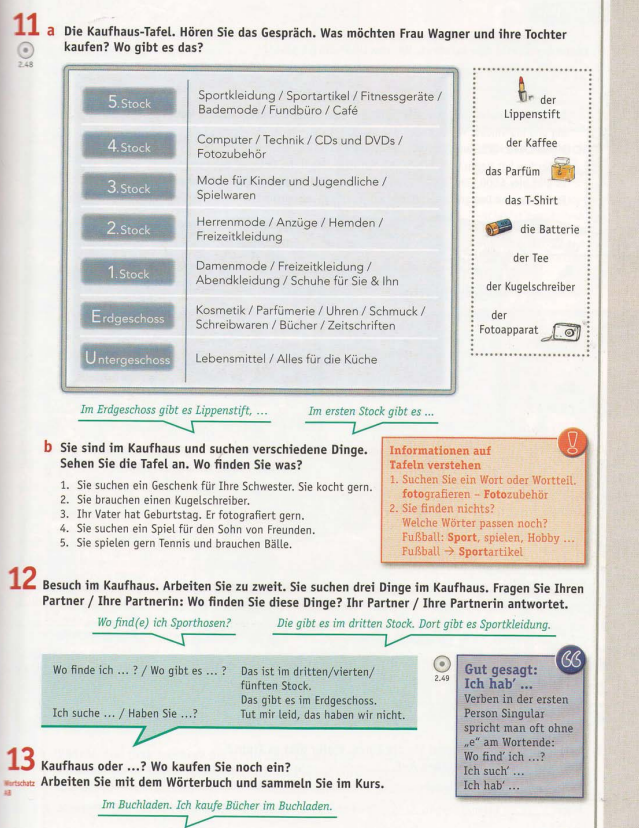 11 a Die Kaufhaus-Tafel. Hören Sie das Gespräch. Was möchten Frau Wagner und ihre Tochter
kaufen? Wo gibt es das?
2.48
5. Stock
Sportkleidung / Sportartikel / Fitnessgeräte /
Bademode / Fundbüro / Café
4. Stock
Computer / Technik / CDs und DVDs /
Fotozubehör
3. Stock
Mode für Kinder und Jugendliche /
Spielwaren
2. Stock
Herrenmode / Anzüge / Hemden /
Freizeitkleidung
1. Stock
Damenmode / Freizeitkleidung /
Abendkleidung / Schuhe für Sie & Ihn
Erdgeschoss
Kosmetik / Parfümerie / Uhren / Schmuck /
Schreibwaren / Bücher / Zeitschriften
Untergeschoss
Lebensmittel / Alles für die Küche
der
Lippenstift
der Kaffee
das Parfüm
das T-Shirt
die Batterie
der Tee
der Kugelschreiber
der
Fotoapparat
Im Erdgeschoss gibt es Lippenstift, ...
Im ersten Stock gibt es ...
b Sie sind im Kaufhaus und suchen verschiedene Dinge.
Sehen Sie die Tafel an. Wo finden Sie was?
1. Sie suchen ein Geschenk für Ihre Schwester. Sie kocht gern.
2. Sie brauchen einen Kugelschreiber.
3. Ihr Vater hat Geburtstag. Er fotografiert gern.
4. Sie suchen ein Spiel für den Sohn von Freunden.
5. Sie spielen gern Tennis und brauchen Bälle.
!
Informationen auf
Tafeln verstehen
1. Suchen Sie ein Wort oder Wortteil.
fotografieren – Fotozubehör
2. Sie finden nichts?
Welche Wörter passen noch?
Fußball: Sport, spielen, Hobby ...
Fußball → Sportartikel
12 Besuch im Kaufhaus. Arbeiten Sie zu zweit. Sie suchen drei Dinge im Kaufhaus. Fragen Sie Ihren
Partner / Ihre Partnerin: Wo finden Sie diese Dinge? Ihr Partner / Ihre Partnerin antwortet.
Wo find(e) ich Sporthosen?
Die gibt es im dritten Stock. Dort gibt es Sportkleidung.
Wo finde ich ... ? / Wo gibt es ... ?
Das ist im dritten/vierten/
fünften Stock.
Das gibt es im Erdgeschoss.
Ich suche ... / Haben Sie ...?
Tut mir leid, das haben wir nicht.
2.49
Gut gesagt:
Ich hab' ...
Verben in der ersten
Person Singular
spricht man oft ohne
„e" am Wortende:
Wo find' ich ...?
Ich such' ...
Ich hab' ...
13 Kaufhaus oder ...? Wo kaufen Sie noch ein?
Wortschatz Arbeiten Sie mit dem Wörterbuch und sammeln Sie im Kurs.
AB
Im Buchladen. Ich kaufe Bücher im Buchladen.